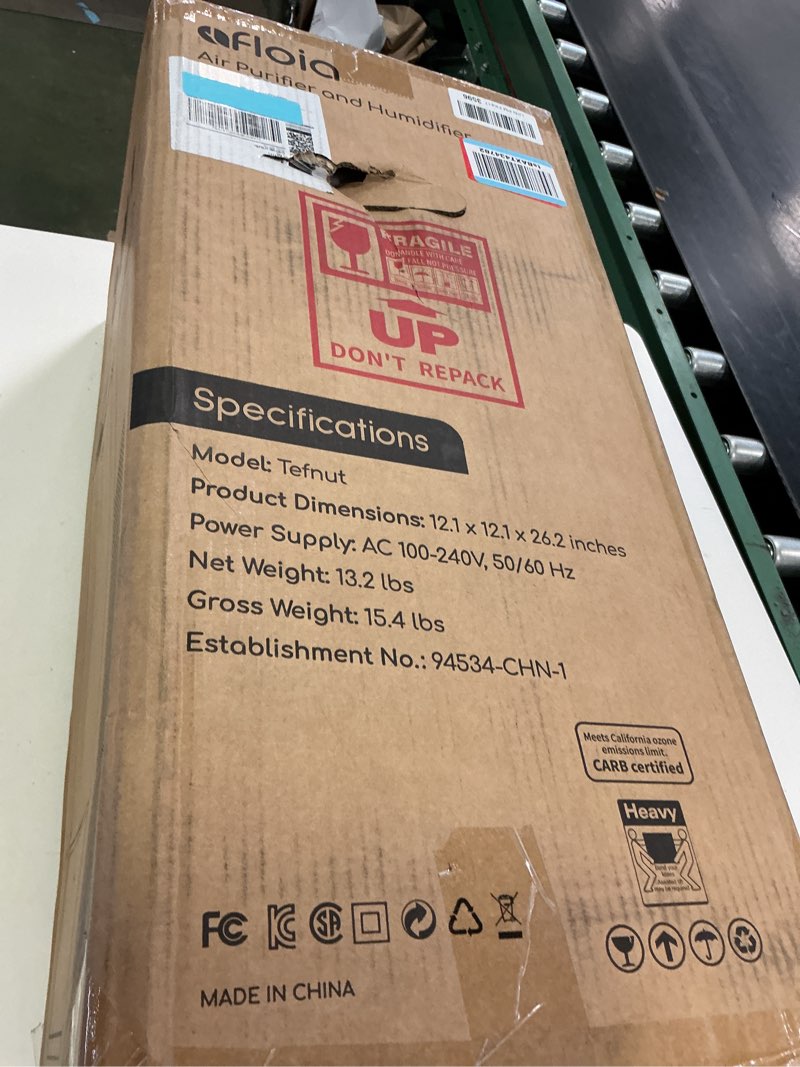 afloia
Air Purifier and Humidifier
FRAGILE
HANDLE WITH CARE
UP
DON'T REPACK
Specifications
Model: Tefnut
Product Dimensions: 12.1 x 12.1 x 26.2 inches
Power Supply: AC 100-240V, 50/60 Hz
Net Weight: 13.2 lbs
Gross Weight: 15.4 lbs
Establishment No.: 94534-CHN-1
Meets California ozone
emissions limit.
CARB certified
Heavy
FC
MADE IN CHINA